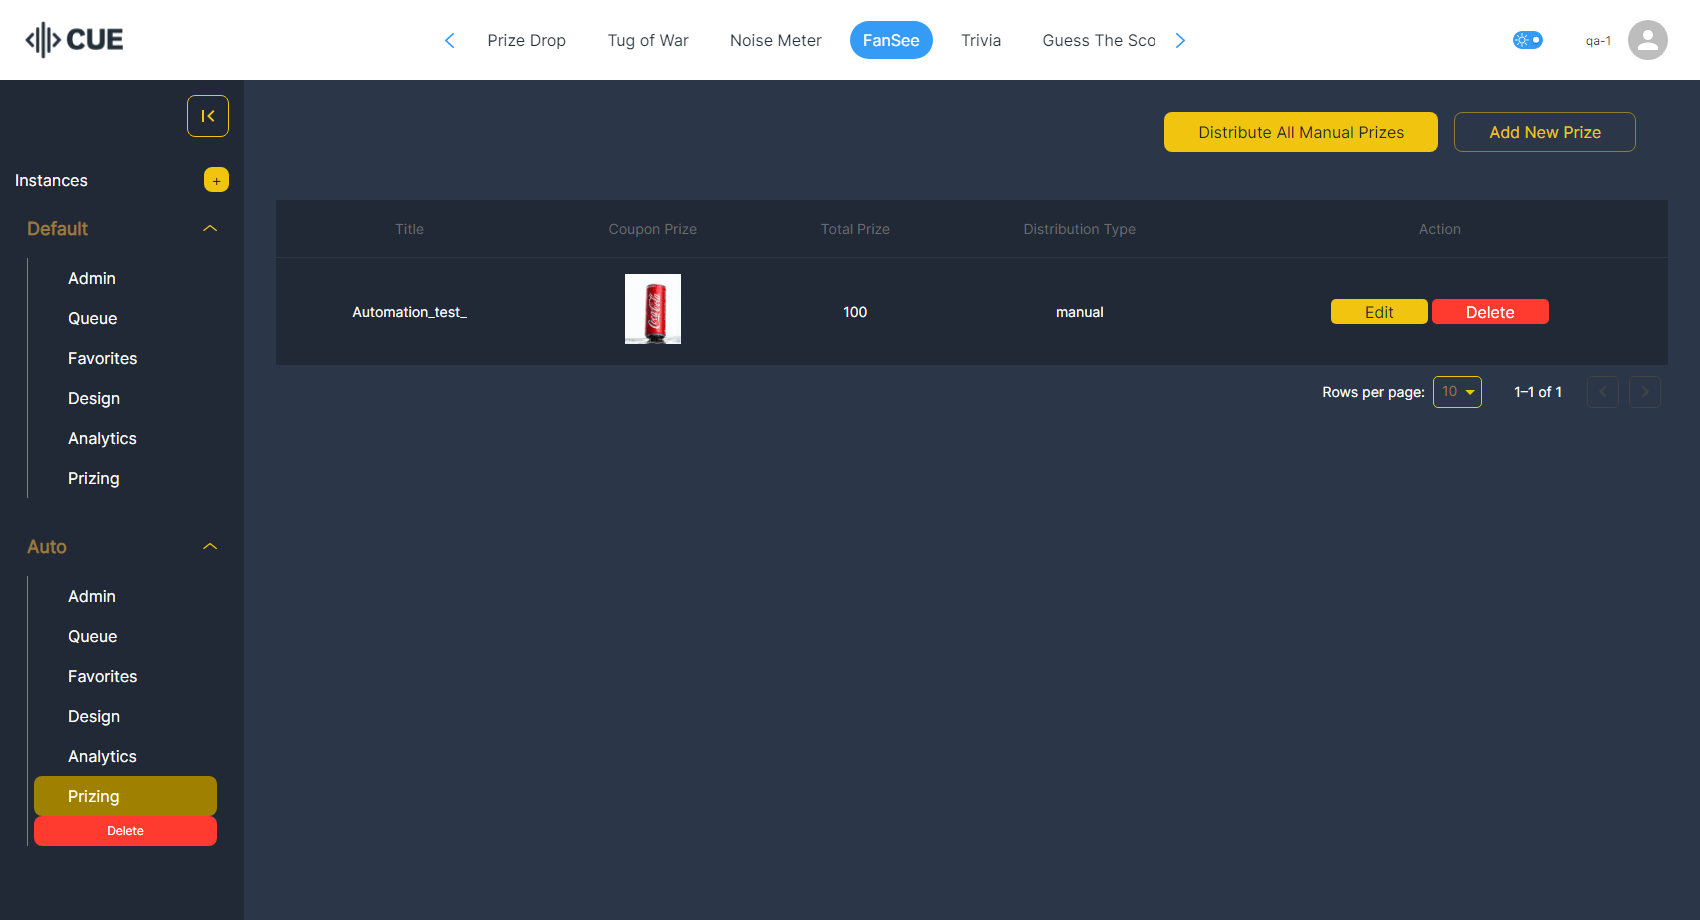 CUE
Prize Drop
Tug of War
Noise Meter
FanSee
Trivia
Guess The Sco
qa-1
Instances
+
Default
Admin
Queue
Favorites
Design
Analytics
Prizing
Auto
Admin
Queue
Favorites
Design
Analytics
Prizing
Delete
Distribute All Manual Prizes
Add New Prize
Title Coupon Prize Total Prize Distribution Type Action
Automation_test_ Coca-Cola 100 manual Edit Delete
Rows per page: 10 1–1 of 1